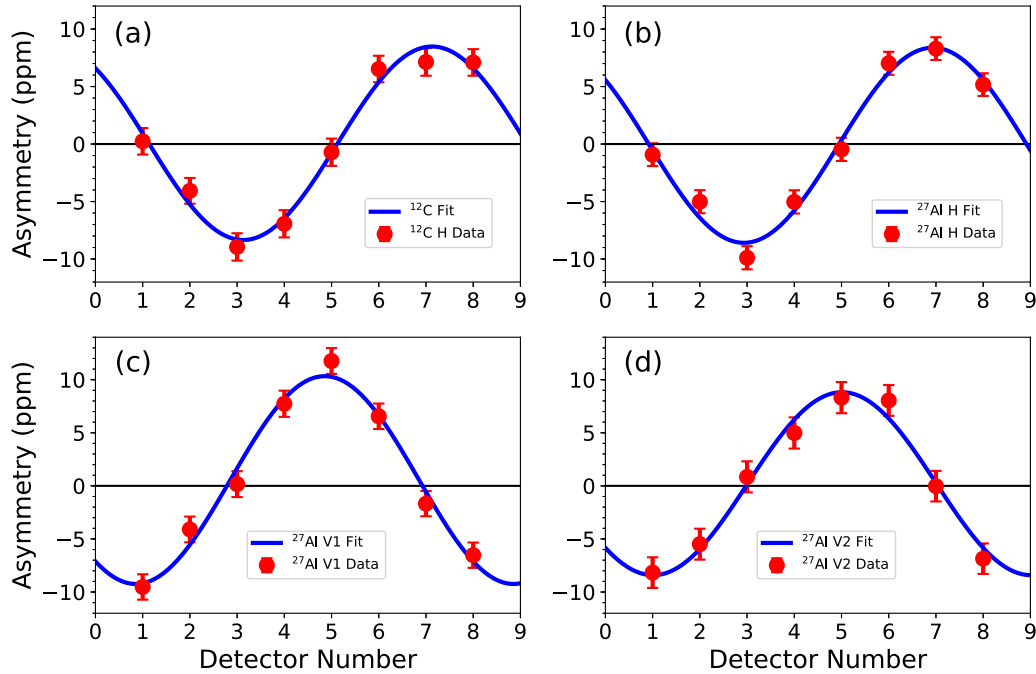 (a)
Asymmetry (ppm)
10
5
0
−5
−10
¹²C Fit
¹²C H Data
0 1 2 3 4 5 6 7 8 9
(b)
10
5
0
−5
−10
²⁷Al H Fit
²⁷Al H Data
0 1 2 3 4 5 6 7 8 9
(c)
Asymmetry (ppm)
10
5
0
−5
−10
²⁷Al V1 Fit
²⁷Al V1 Data
0 1 2 3 4 5 6 7 8 9
Detector Number
(d)
10
5
0
−5
−10
²⁷Al V2 Fit
²⁷Al V2 Data
0 1 2 3 4 5 6 7 8 9
Detector Number